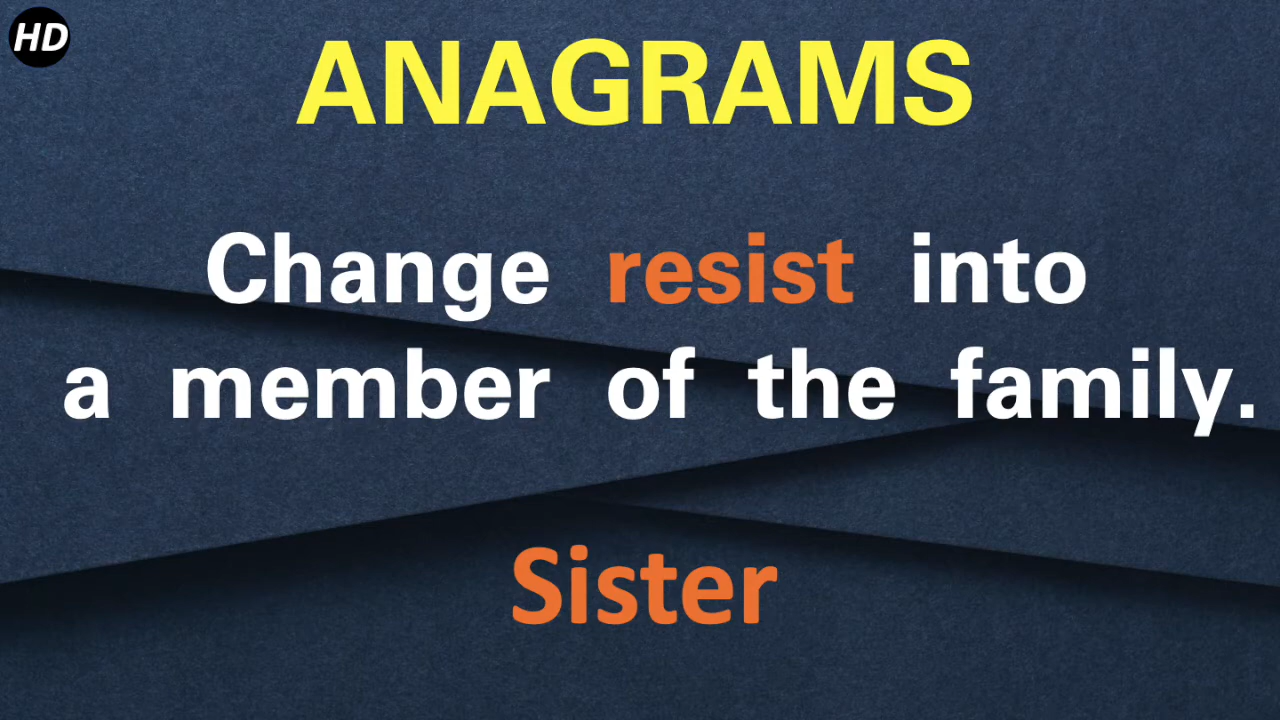 HD
ANAGRAMS
Change resist into
a member of the family.
Sister